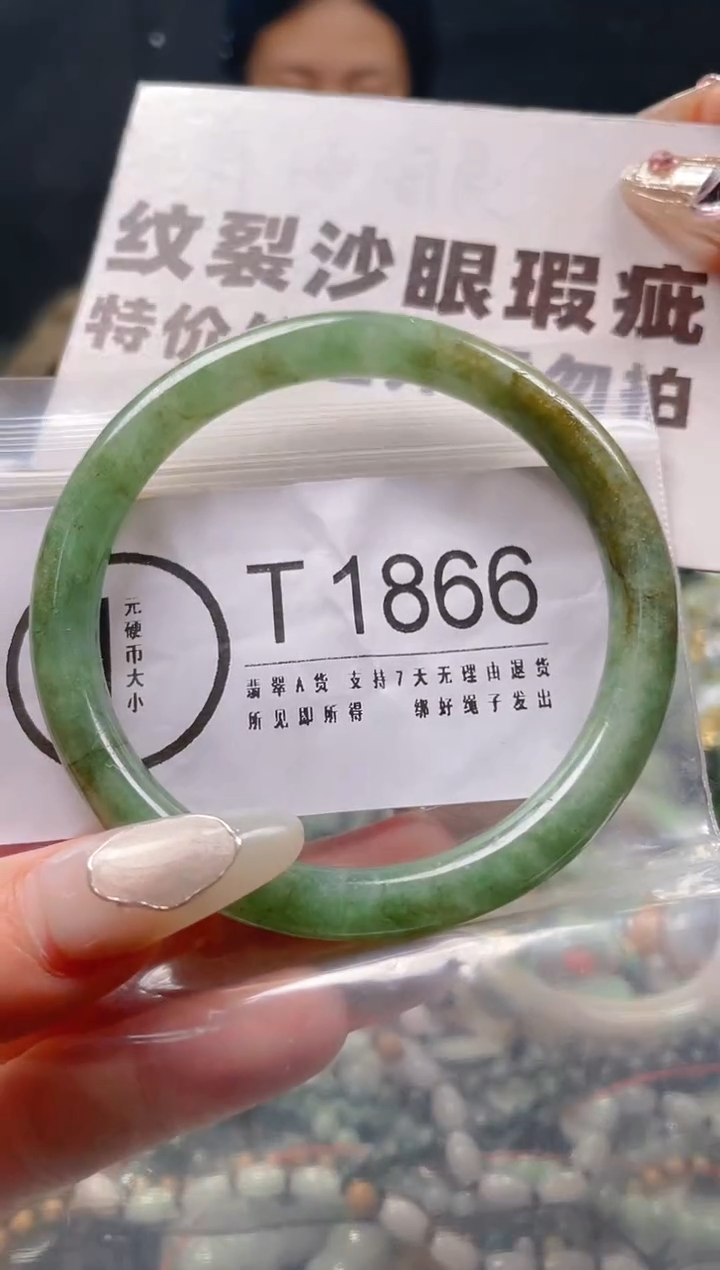 纹裂沙眼瑕疵
特价
勿拍
元硬币大小
T1866
翡翠A货 支持7天无理由退货
所见即所得 绑好绳子发出